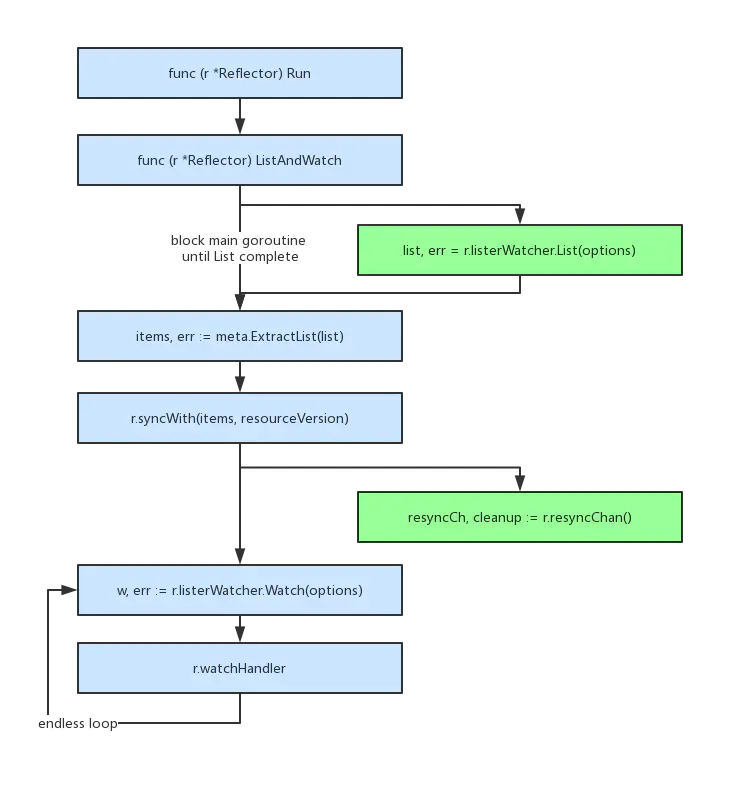 func (r *Reflector) Run
func (r *Reflector) ListAndWatch
block main goroutine
until List complete
list, err = r.listerWatcher.List(options)
items, err := meta.ExtractList(list)
r.syncWith(items, resourceVersion)
resyncCh, cleanup := r.resyncChan()
w, err := r.listerWatcher.Watch(options)
r.watchHandler
endless loop